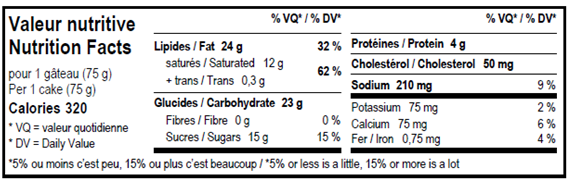 Valeur nutritive
Nutrition Facts
pour 1 gâteau (75 g)
Per 1 cake (75 g)
Calories 320
* VQ = valeur quotidienne
* DV = Daily Value
% VQ* / % DV*
Lipides / Fat 24 g 32 %
saturés / Saturated 12 g
+ trans / Trans 0,3 g
62 %
Glucides / Carbohydrate 23 g
Fibres / Fibre 0 g 0 %
Sucres / Sugars 15 g 15 %
% VQ* / % DV*
Protéines / Protein 4 g
Cholestérol / Cholesterol 50 mg
Sodium 210 mg 9 %
Potassium 75 mg 2 %
Calcium 75 mg 6 %
Fer / Iron 0,75 mg 4 %
*5% ou moins c'est peu, 15% ou plus c'est beaucoup / *5% or less is a little, 15% or more is a lot